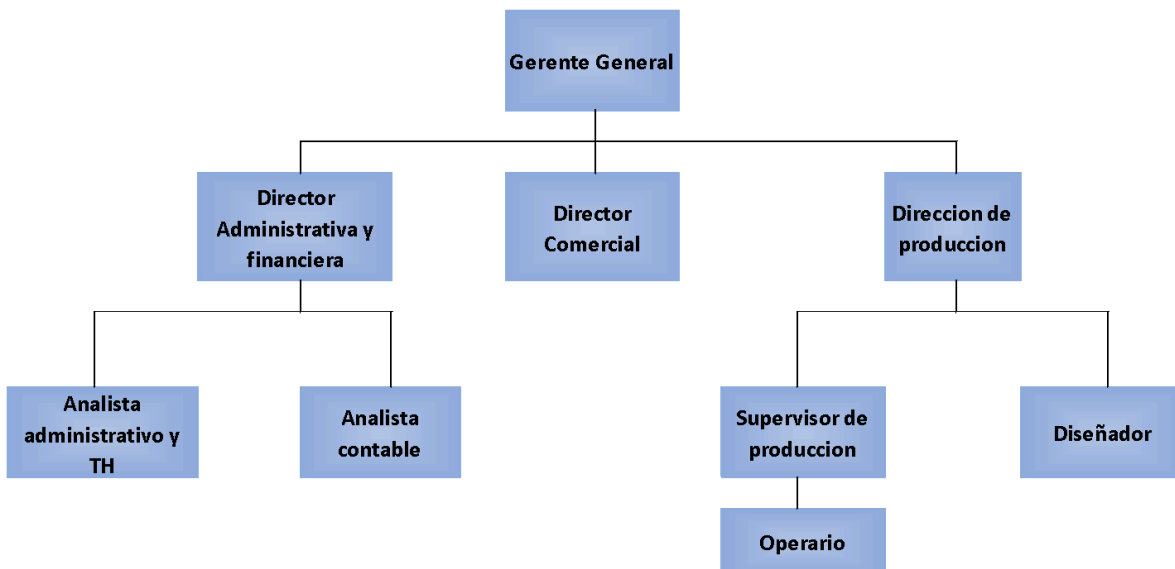 Gerente General
Director
Administrativa y
financiera
Director
Comercial
Direccion de
produccion
Analista
administrativo y
TH
Analista
contable
Supervisor de
produccion
Diseñador
Operario